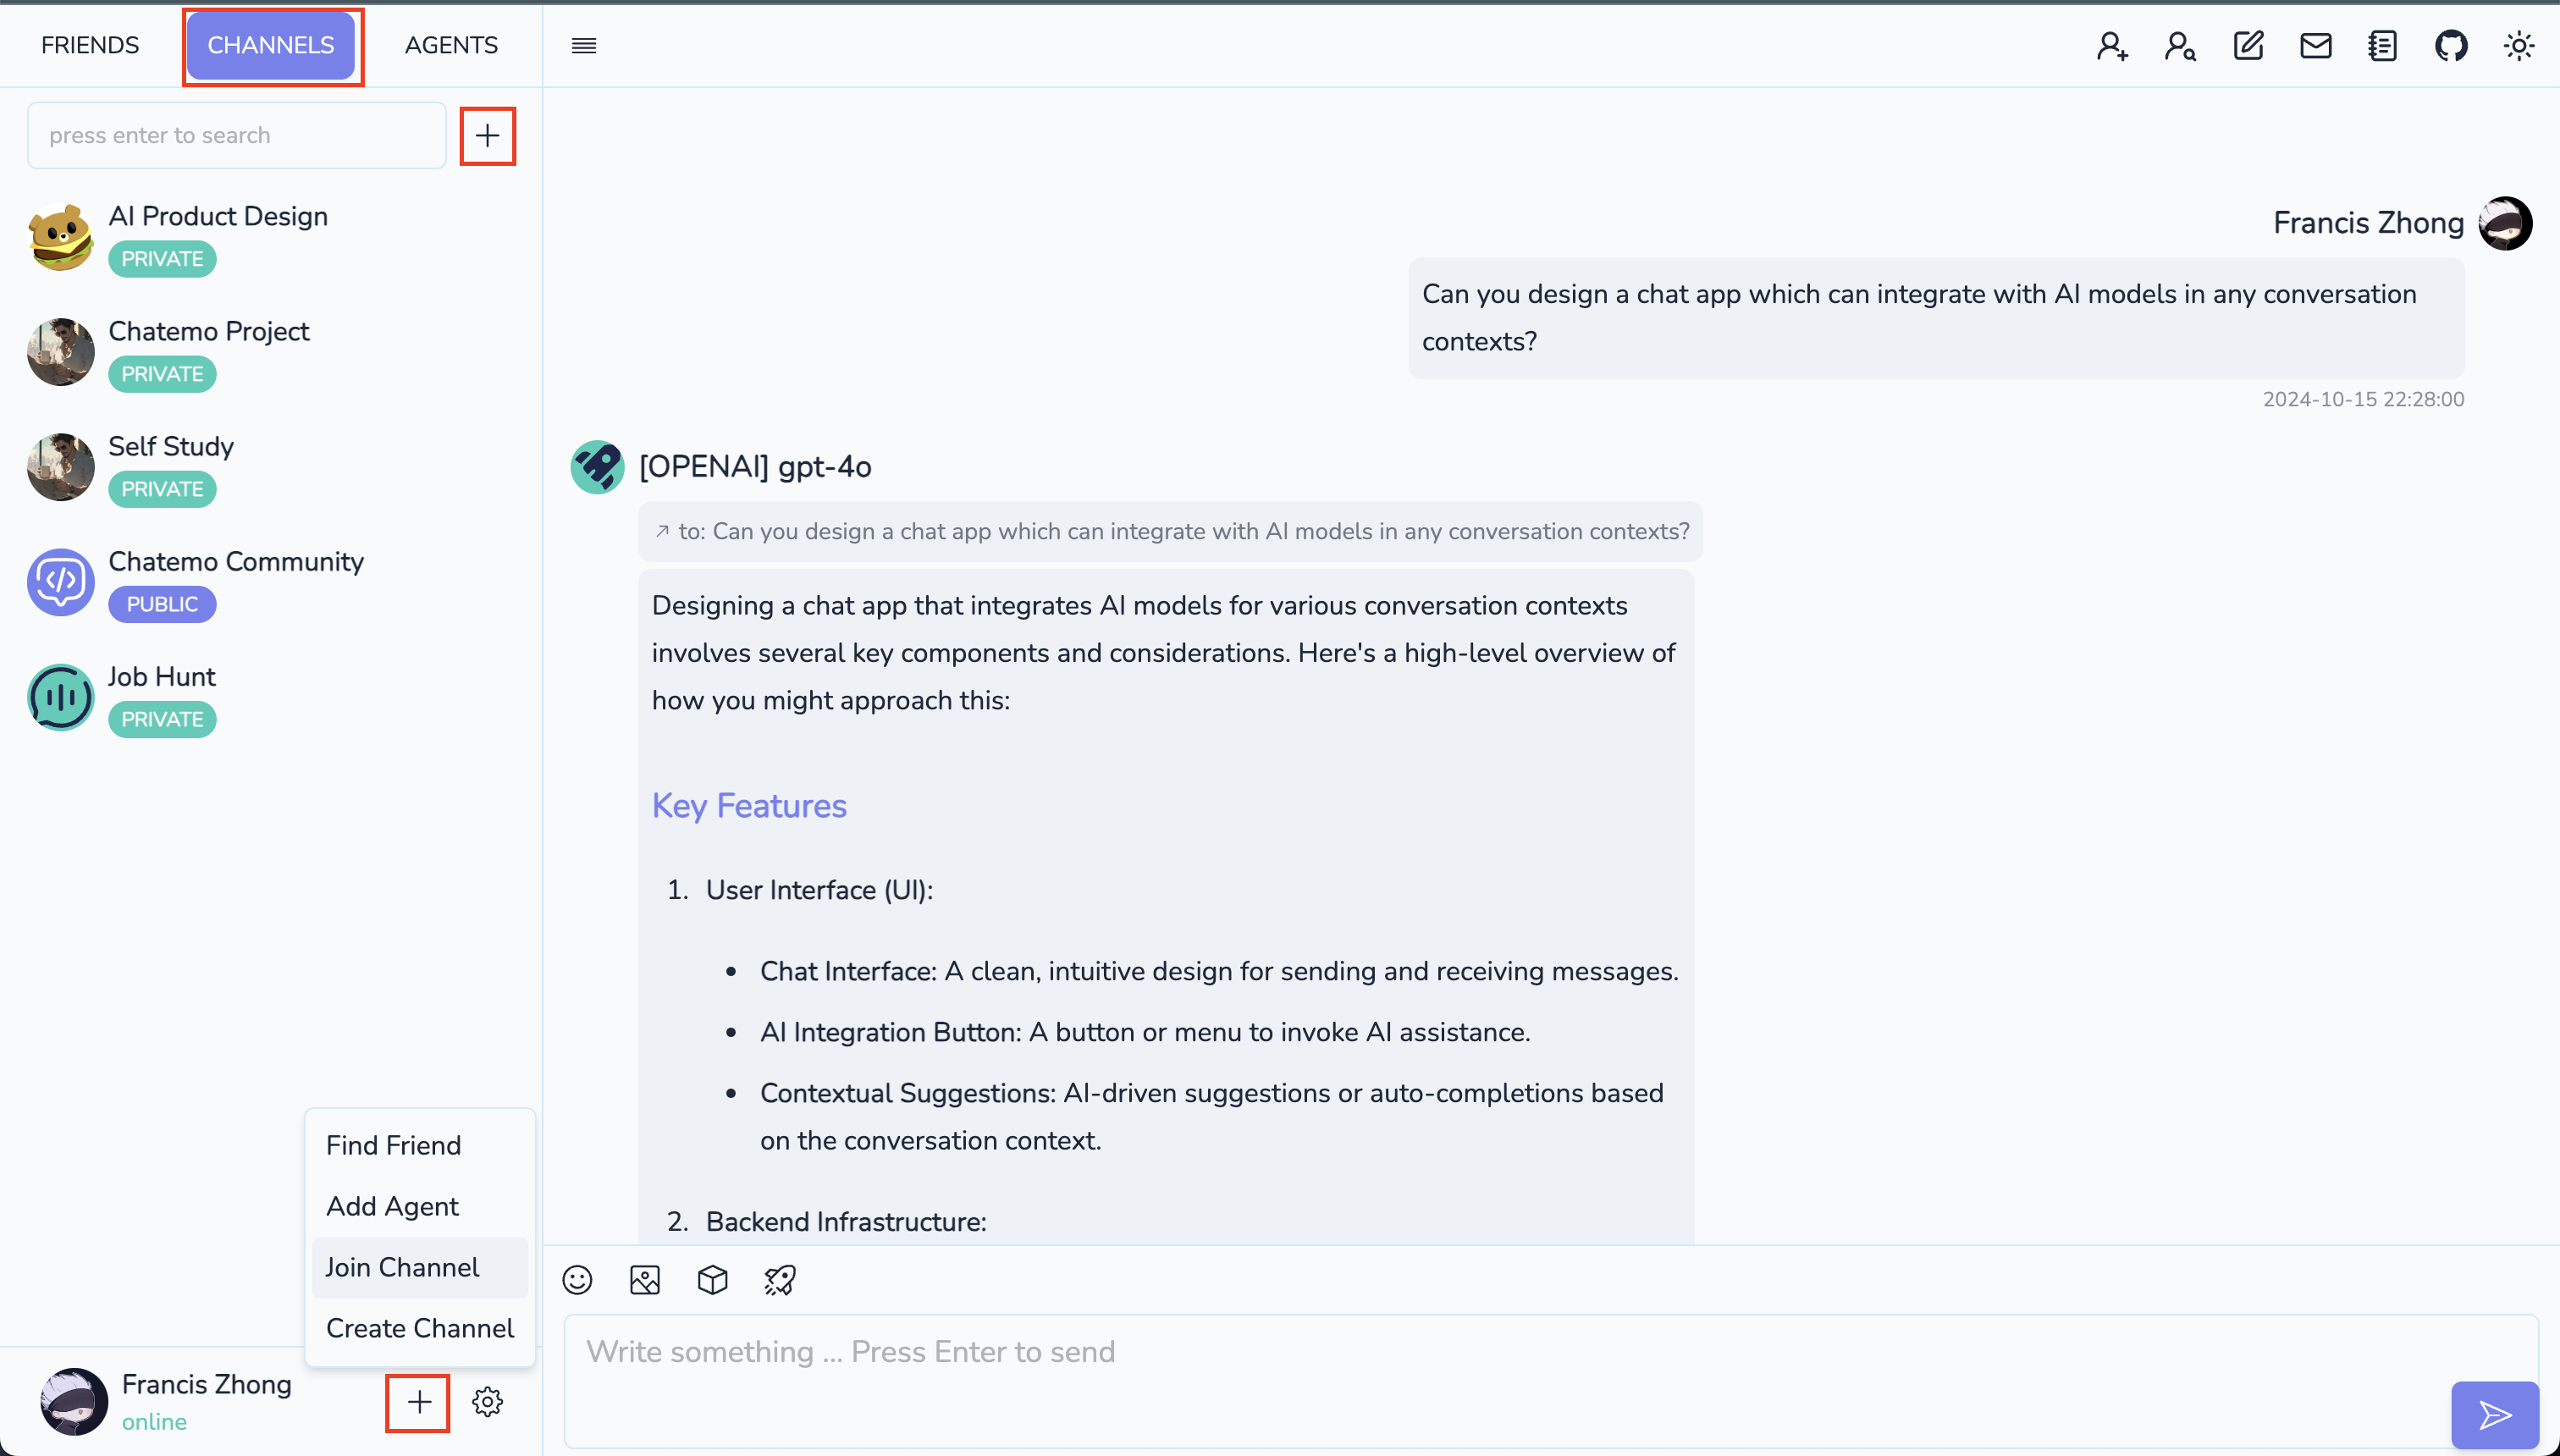 FRIENDS
CHANNELS
AGENTS
press enter to search
AI Product Design
PRIVATE
Chatemo Project
PRIVATE
Self Study
PRIVATE
Chatemo Community
PUBLIC
Job Hunt
PRIVATE
Find Friend
Add Agent
Join Channel
Create Channel
Francis Zhong
online
Francis Zhong
Can you design a chat app which can integrate with AI models in any conversation
contexts?
2024-10-15 22:28:00
[OPENAI] gpt-4o
to: Can you design a chat app which can integrate with AI models in any conversation contexts?
Designing a chat app that integrates AI models for various conversation contexts
involves several key components and considerations. Here's a high-level overview of
how you might approach this:
Key Features
1. User Interface (UI):
• Chat Interface: A clean, intuitive design for sending and receiving messages.
• AI Integration Button: A button or menu to invoke AI assistance.
• Contextual Suggestions: AI-driven suggestions or auto-completions based
on the conversation context.
2. Backend Infrastructure:
Write something ... Press Enter to send